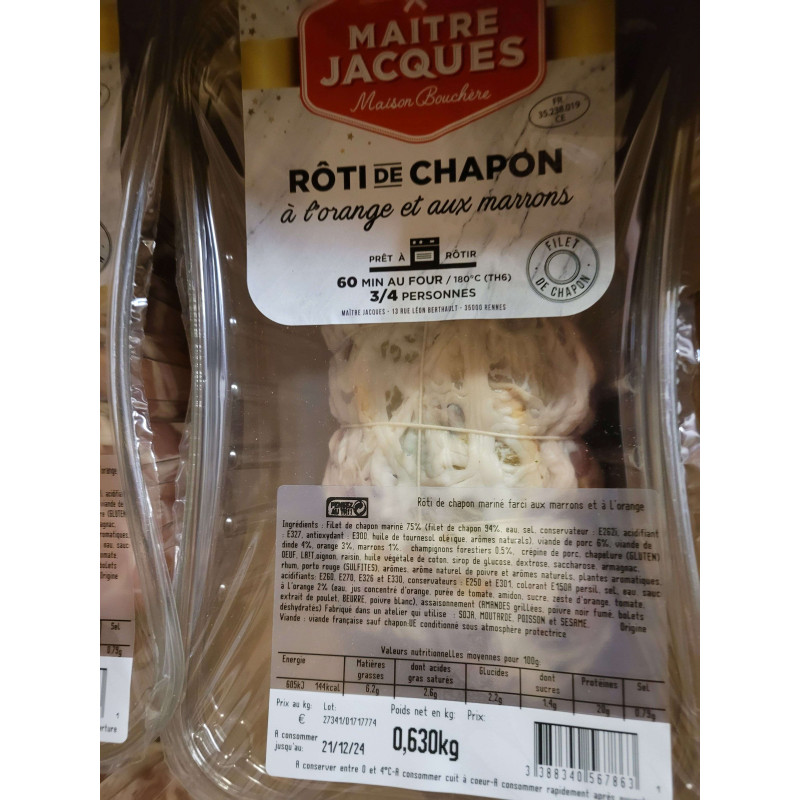 MAITRE
JACQUES
Maison Bouchère
FR
35.238.019
CE
RÔTI DE CHAPON
à l'orange et aux marrons
PRÊT À RÔTIR
60 MIN AU FOUR / 180°C (TH6)
3/4 PERSONNES
FILET DE CHAPON
MAÎTRE JACQUES - 13 RUE LÉON BERTHAULT - 35000 RENNES
PENSEZ AU TRI !
Rôti de chapon mariné farci aux marrons et à l'orange
Ingrédients : Filet de chapon mariné 75% (filet de chapon 94%, eau, sel, conservateur : E262i, acidifiant
: E327, antioxydant : E300, huile de tournesol oléique, arômes naturels), viande de porc 6%, viande de
dinde 4%, orange 3%, marrons 1%, champignons forestiers 0.5%, crépine de porc, chapelure (GLUTEN)
OEUF, LAIT, oignon, raisin, huile végétale de coton, sirop de glucose, dextrose, saccharose, armagnac,
rhum, porto rouge (SULFITES), arômes, arôme naturel de poivre et arômes naturels, plantes aromatiques,
acidifiants: E260, E270, E326 et E330, conservateurs : E250 et E301, colorant E150A persil, sel, eau, sauce
à l'orange 2% (eau, jus concentré d'orange, purée de tomate, amidon, sucre, zeste d'orange, tomate,
extrait de poulet, BEURRE, poivre blanc), assaisonnement (AMANDES grillées, poivre noir fumé, bolets
déshydratés) Fabriqué dans un atelier qui utilise : SOJA, MOUTARDE, POISSON et SESAME. Origine
Viande : viande française sauf chapon:DE conditionné sous atmosphère protectrice
Valeurs nutritionnelles moyennes pour 100g
Energie Matières grasses dont acides gras saturés Glucides dont sucres Protéines Sel
605kJ 144kcal 6,2g 2,6g 2,2g 1,4g 20g 0,75g
Prix au kg: Lot: Poids net en kg: Prix:
€ 27341/01717774
0,630kg
A consommer
jusqu'au: 21/12/24
3 388340 567863
A conserver entre 0 et 4°C-A consommer cuit à coeur-A consommer rapidement après